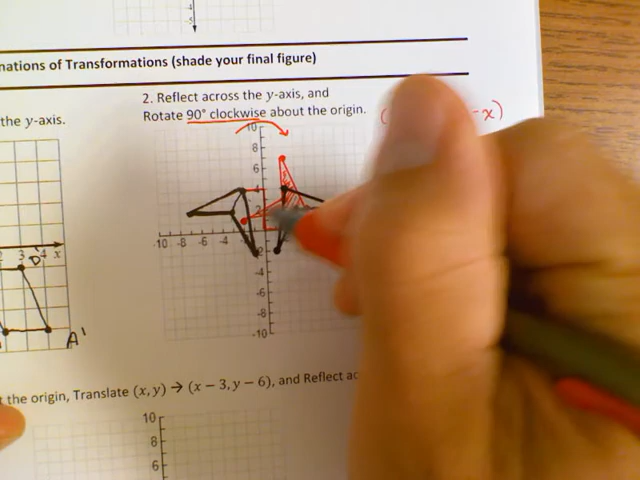 -5
nations of Transformations (shade your final figure)
the y-axis.
2. Reflect across the y-axis, and
Rotate 90° clockwise about the origin.
( -x)
10
8
6
2
-10 -8 -6 -4
-2
-4
-6
-8
-10
2 3 4 x
D'
A'
t the origin, Translate (x, y) → (x − 3, y − 6), and Reflect ac
10
8
6